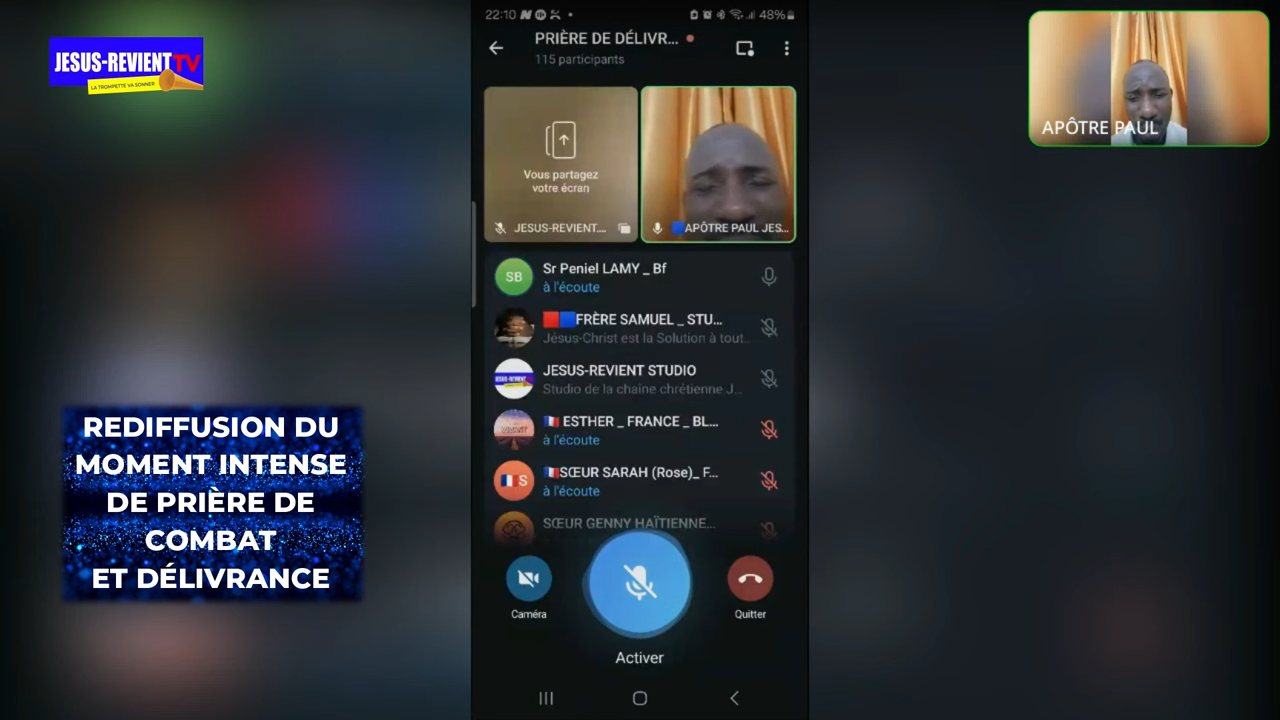 JESUS-REVIENT TV
LA TROMPETTE VA SONNER
REDIFFUSION DU
MOMENT INTENSE
DE PRIÈRE DE
COMBAT
ET DÉLIVRANCE
22:10
48%
PRIÈRE DE DÉLIVR...
115 participants
Vous partagez
votre écran
JESUS-REVIENT....
APÔTRE PAUL JES...
SB
Sr Peniel LAMY _ Bf
à l'écoute
FRÈRE SAMUEL _ STU...
Jésus-Christ est la Solution à tout...
JESUS-REVIENT STUDIO
Studio de la chaîne chrétienne J...
ESTHER _ FRANCE _ BL...
à l'écoute
S
SŒUR SARAH (Rose)_ F...
à l'écoute
SŒUR GENNY HAÏTIENNE...
Caméra
Quitter
Activer
APÔTRE PAUL